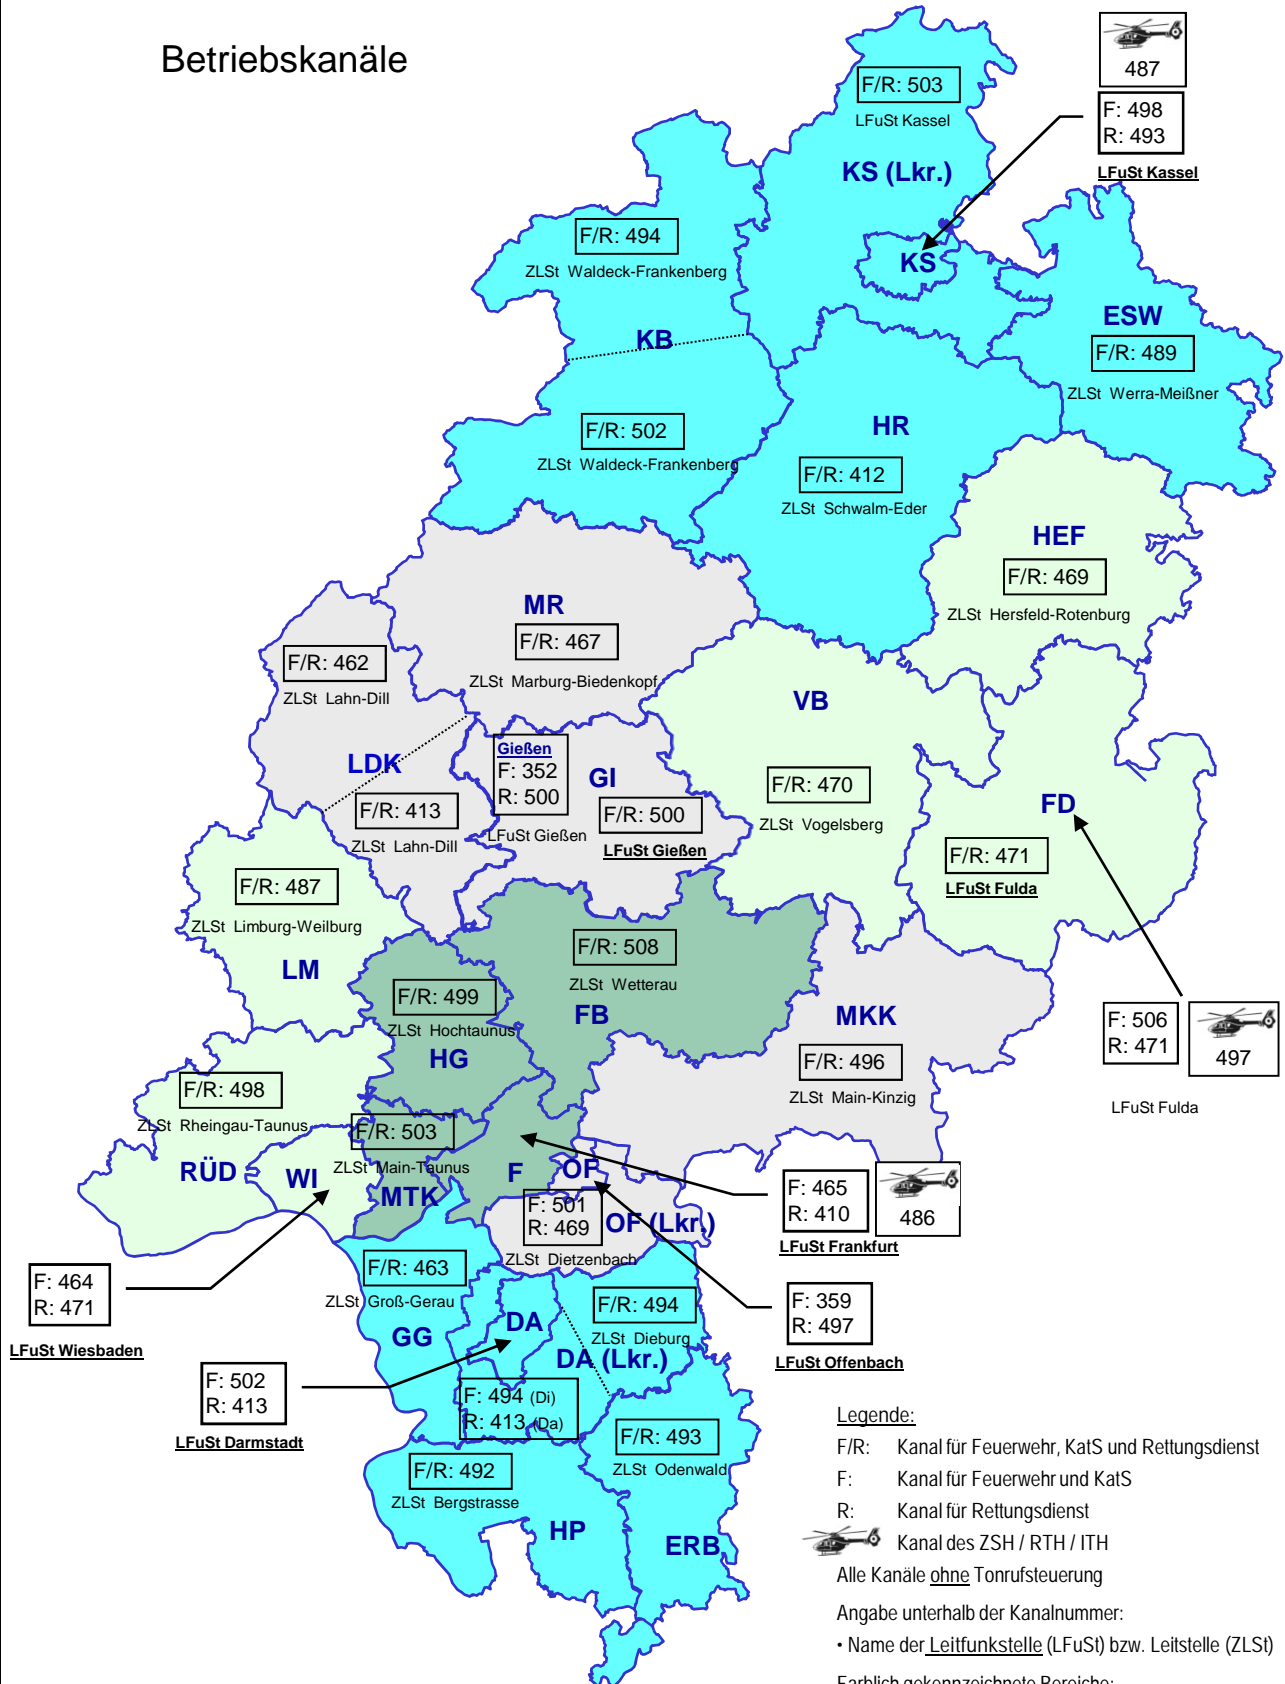 Betriebskanäle
487
F/R: 503
LFuSt Kassel
F: 498
R: 493
LFuSt Kassel
KS (Lkr.)
F/R: 494
ZLSt Waldeck-Frankenberg
KS
ESW
F/R: 489
ZLSt Werra-Meißner
KB
F/R: 502
ZLSt Waldeck-Frankenberg
HR
F/R: 412
ZLSt Schwalm-Eder
HEF
F/R: 469
ZLSt Hersfeld-Rotenburg
MR
F/R: 467
ZLSt Marburg-Biedenkopf
F/R: 462
ZLSt Lahn-Dill
VB
F/R: 470
ZLSt Vogelsberg
LDK
F/R: 413
ZLSt Lahn-Dill
Gießen
F: 352
R: 500
LFuSt Gießen
GI
F/R: 500
LFuSt Gießen
FD
F/R: 471
LFuSt Fulda
F/R: 487
ZLSt Limburg-Weilburg
LM
F/R: 508
ZLSt Wetterau
FB
F/R: 499
ZLSt Hochtaunus
HG
MKK
F/R: 496
ZLSt Main-Kinzig
F: 506
R: 471
497
LFuSt Fulda
F/R: 498
ZLSt Rheingau-Taunus
RÜD
WI
F/R: 503
ZLSt Main-Taunus
MTK
F
OF
F: 501
R: 469
OF (Lkr.)
ZLSt Dietzenbach
F: 465
R: 410
486
LFuSt Frankfurt
F: 464
R: 471
LFuSt Wiesbaden
F/R: 463
ZLSt Groß-Gerau
GG
DA
F/R: 494
ZLSt Dieburg
DA (Lkr.)
F: 359
R: 497
LFuSt Offenbach
F: 502
R: 413
LFuSt Darmstadt
F: 494 (Di)
R: 413 (Da)
F/R: 493
ZLSt Odenwald
F/R: 492
ZLSt Bergstrasse
HP
ERB
Legende:
F/R: Kanal für Feuerwehr, KatS und Rettungsdienst
F: Kanal für Feuerwehr und KatS
R: Kanal für Rettungsdienst
Kanal des ZSH / RTH / ITH
Alle Kanäle ohne Tonrufsteuerung
Angabe unterhalb der Kanalnummer:
• Name der Leitfunkstelle (LFuSt) bzw. Leitstelle (ZLSt)
Farblich gekennzeichnete Bereiche: